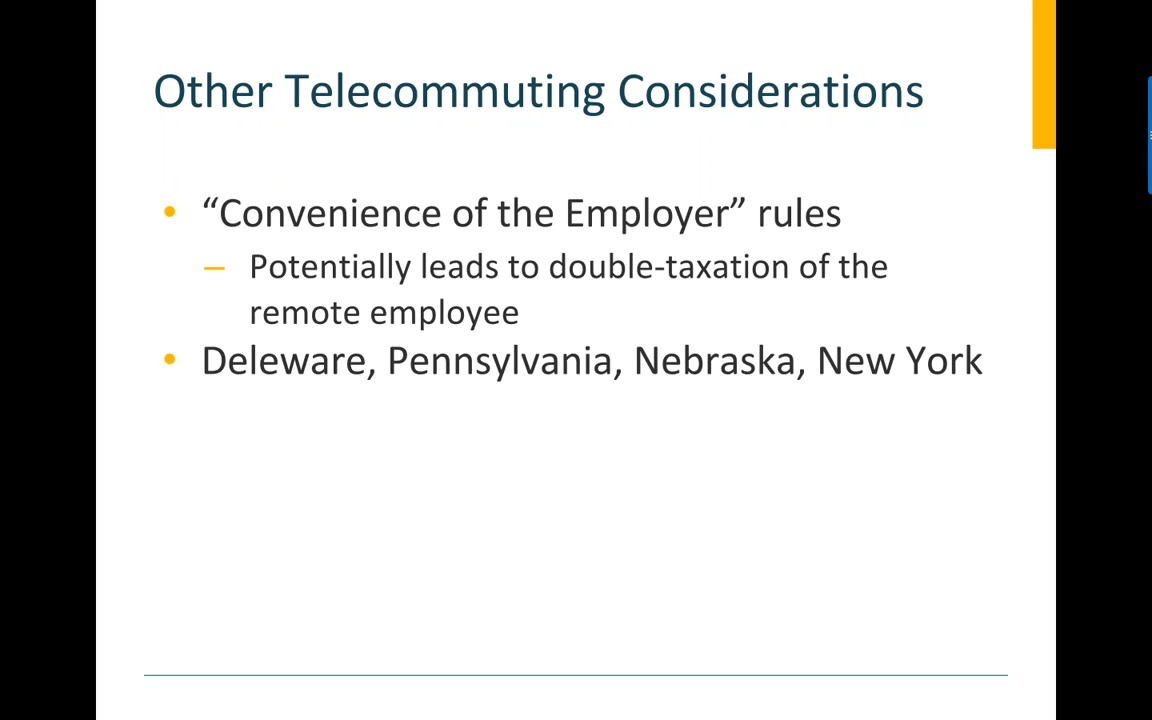 Other Telecommuting Considerations
• “Convenience of the Employer” rules
– Potentially leads to double-taxation of the
remote employee
• Deleware, Pennsylvania, Nebraska, New York